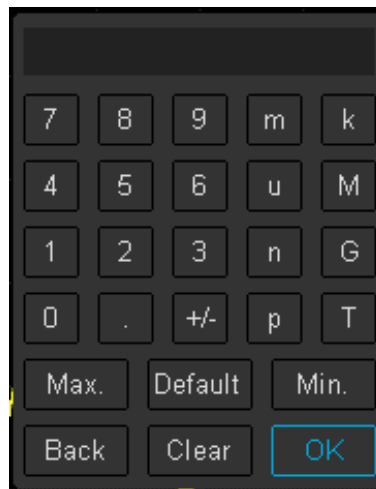 7 8 9 m k
4 5 6 u M
1 2 3 n G
0 . +/- p T
Max. Default Min.
Back Clear OK